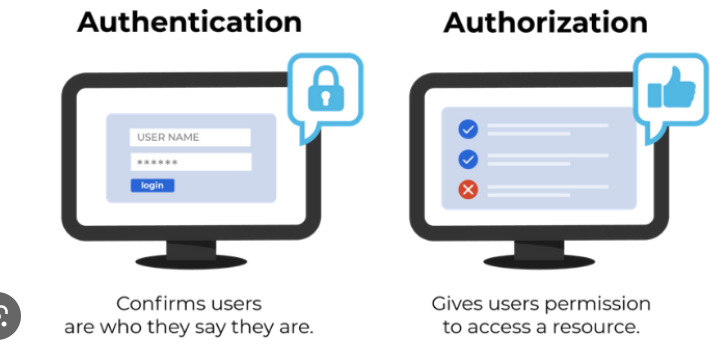 Authentication
USER NAME
******
login
Confirms users
are who they say they are.
Authorization
Gives users permission
to access a resource.